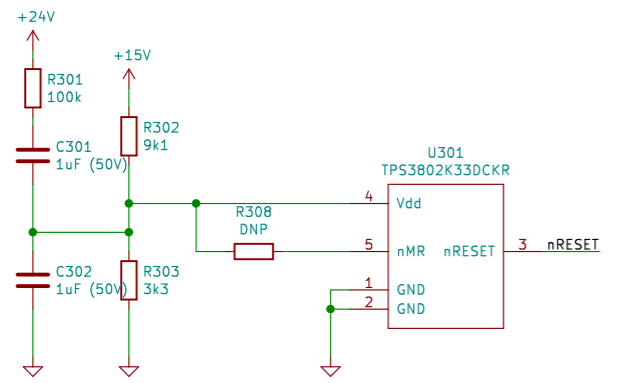 +24V
+15V
R301
100k
R302
9k1
C301
1uF (50V)
U301
TPS3802K33DCKR
4
Vdd
R308
DNP
5
nMR
nRESET
3
nRESET
C302
1uF (50V)
R303
3k3
1
GND
2
GND